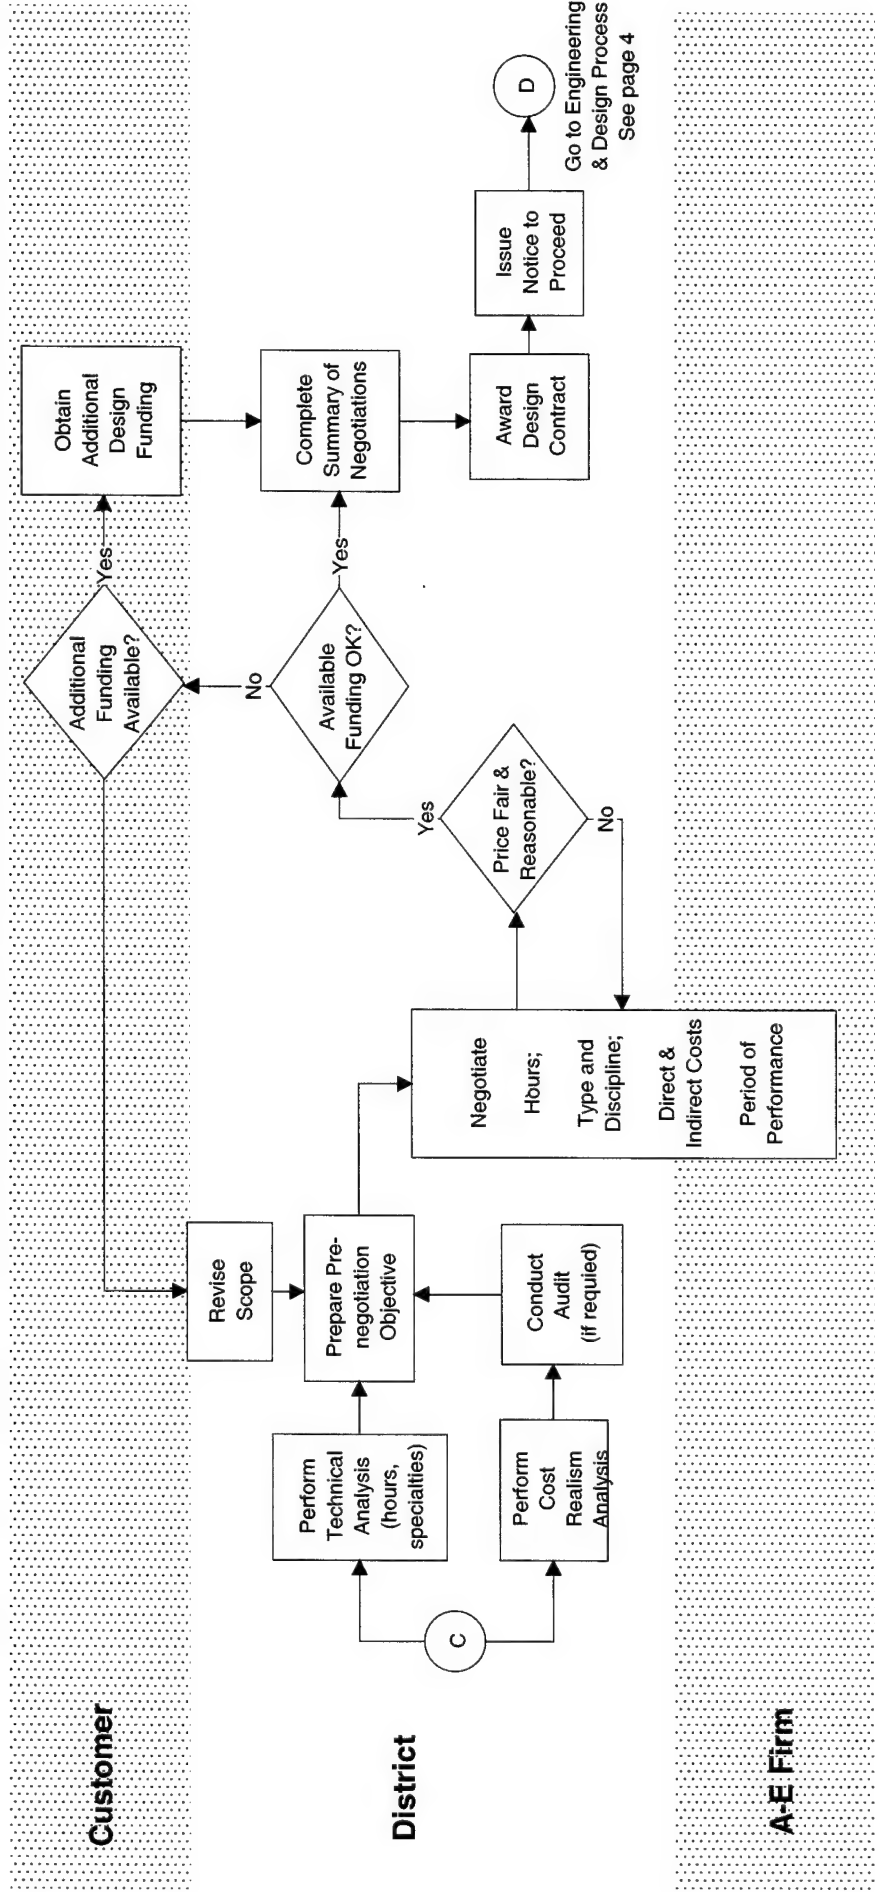 Customer
District
A-E Firm
C
Perform
Technical
Analysis
(hours,
specialties)
Perform
Cost
Realism
Analysis
Revise
Scope
Prepare Pre-
negotiation
Objective
Conduct
Audit
(if requied)
Negotiate
Hours;
Type and
Discipline;
Direct &
Indirect Costs
Period of
Performance
Price Fair &
Reasonable?
Yes
No
Available
Funding OK?
No
Yes
Additional
Funding
Available?
Yes
Obtain
Additional
Design
Funding
Complete
Summary of
Negotiations
Award
Design
Contract
Issue
Notice to
Proceed
D
Go to Engineering
& Design Process
See page 4